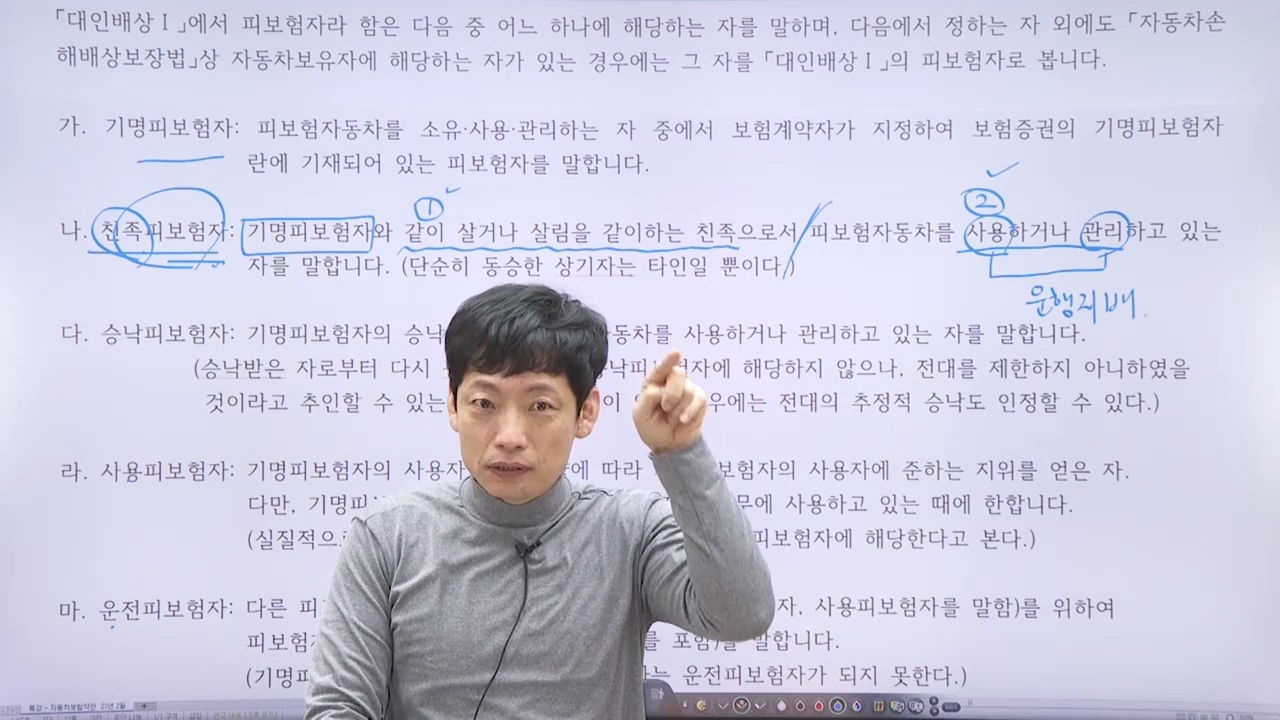 「대인배상Ⅰ」에서 피보험자라 함은 다음 중 어느 하나에 해당하는 자를 말하며, 다음에서 정하는 자 외에도 「자동차손
해배상보장법」상 자동차보유자에 해당하는 자가 있는 경우에는 그 자를 「대인배상Ⅰ」의 피보험자로 봅니다.
가. 기명피보험자: 피보험자동차를 소유·사용·관리하는 자 중에서 보험계약자가 지정하여 보험증권의 기명피보험자
란에 기재되어 있는 피보험자를 말합니다.
① ②
나. 친족피보험자: 기명피보험자와 같이 살거나 살림을 같이하는 친족으로서 피보험자동차를 사용하거나 관리하고 있는
자를 말합니다. (단순히 동승한 상기자는 타인일 뿐이다.)
운행지배
다. 승낙피보험자: 기명피보험자의 승낙 동차를 사용하거나 관리하고 있는 자를 말합니다.
(승낙받은 자로부터 다시 험자에 해당하지 않으나, 전대를 제한하지 아니하였을
것이라고 추인할 수 있는 우에는 전대의 추정적 승낙도 인정할 수 있다.)
라. 사용피보험자: 기명피보험자의 사용자 에 따라 보험자의 사용자에 준하는 지위를 얻은 자.
다만, 기명피 무에 사용하고 있는 때에 한합니다.
(실질적으로 피보험자에 해당한다고 본다.)
마. 운전피보험자: 다른 피 자, 사용피보험자를 말함)를 위하여
피보험 를 포함)를 말합니다.
(기명피 는 운전피보험자가 되지 못한다.)
특강 - 자동차보험약관 21년 2월